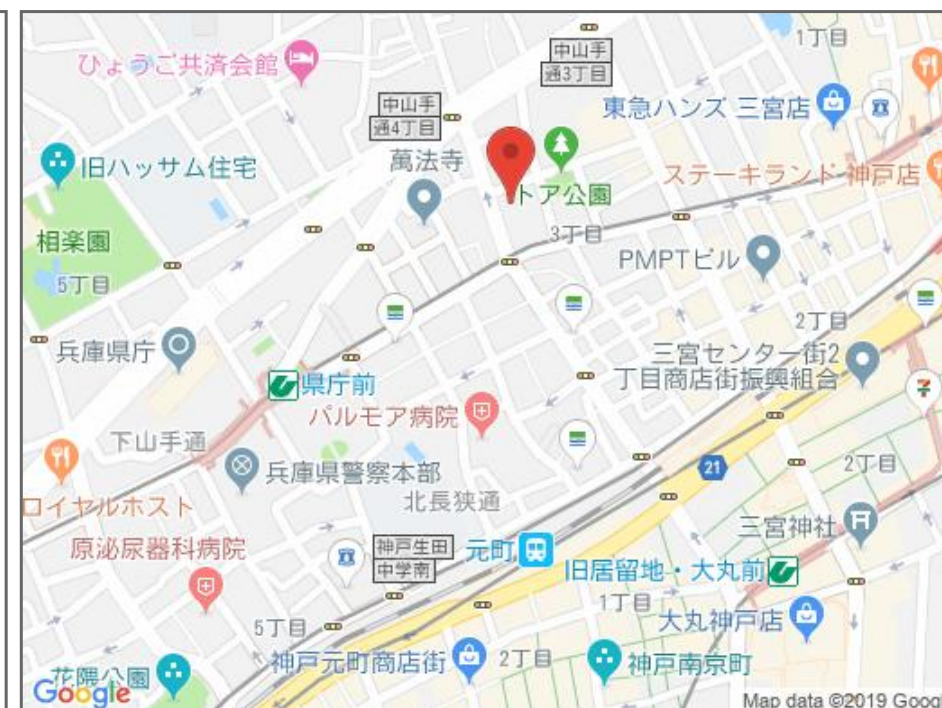 1丁目
中山手
通3丁目
ひょうご共済会館
東急ハンズ 三宮店
中山手
通4丁目
旧ハッサム住宅
萬法寺
ステーキランド 神戸店
トア公園
相楽園
3丁目
PMPTビル
5丁目
2丁目
兵庫県庁
三宮センター街2
丁目商店街振興組合
県庁前
パルモア病院
下山手通
21
2丁目
兵庫県警察本部
北長狭通
ロイヤルホスト
三宮神社
原泌尿器科病院
神戸生田
中学南
元町
旧居留地・大丸前
1丁目
大丸神戸店
5丁目
神戸元町商店街
2丁目
神戸南京町
花隈公園
Google
Map data ©2019 Goog